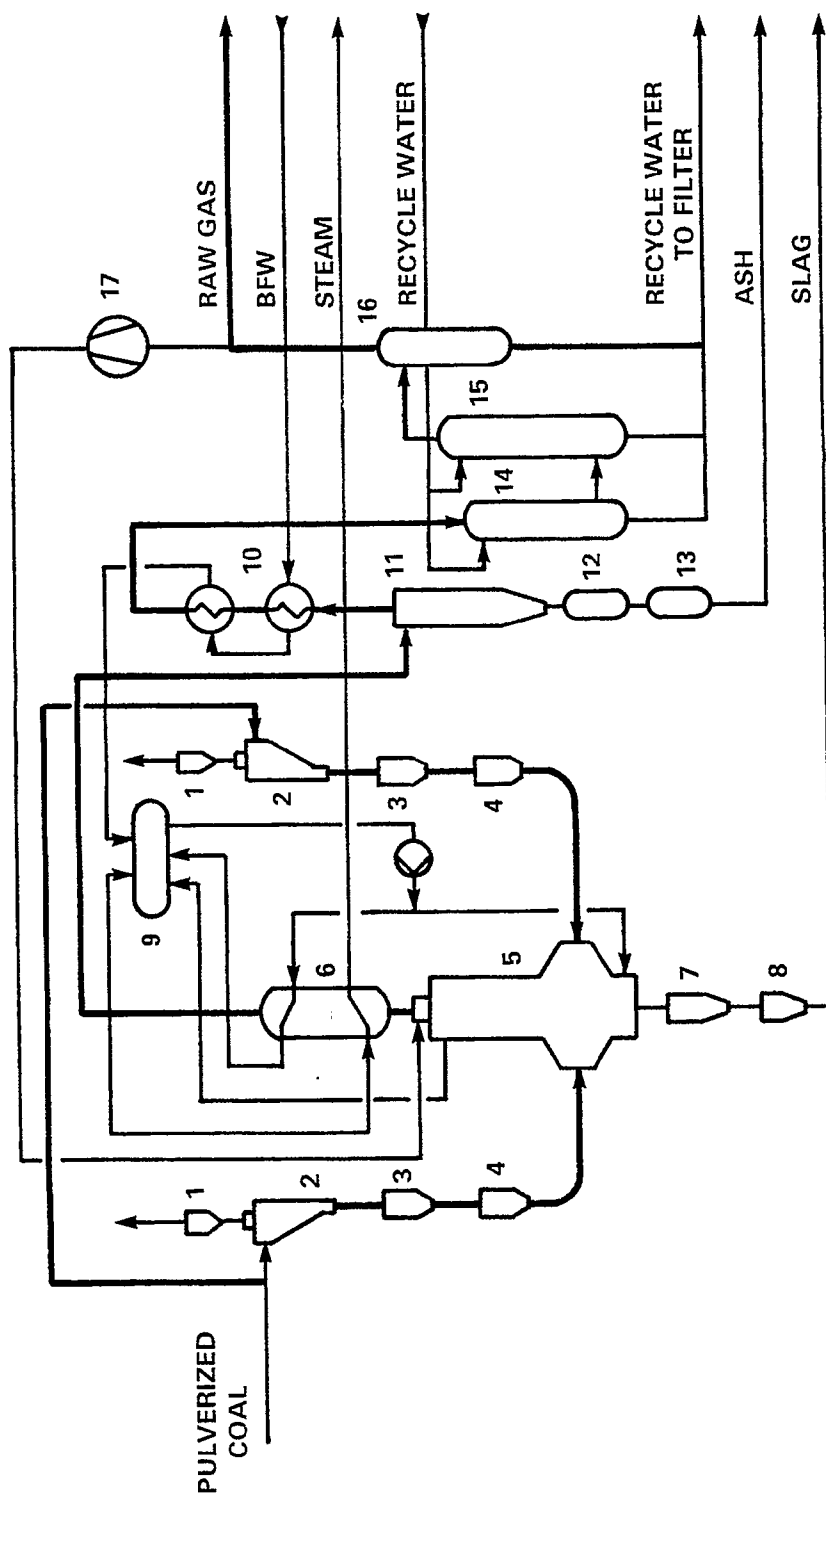 RAW GAS
BFW
STEAM
RECYCLE WATER
RECYCLE WATER
TO FILTER
ASH
SLAG
17
16
15
14
10
11
12
13
1
2
3
4
9
6
5
7
8
1
2
3
4
PULVERIZED
COAL